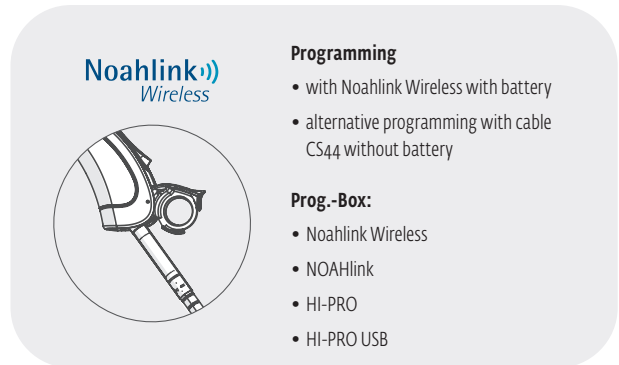 Noahlink
Wireless
Programming
• with Noahlink Wireless with battery
• alternative programming with cable
CS44 without battery
Prog.-Box:
• Noahlink Wireless
• NOAHlink
• HI-PRO
• HI-PRO USB